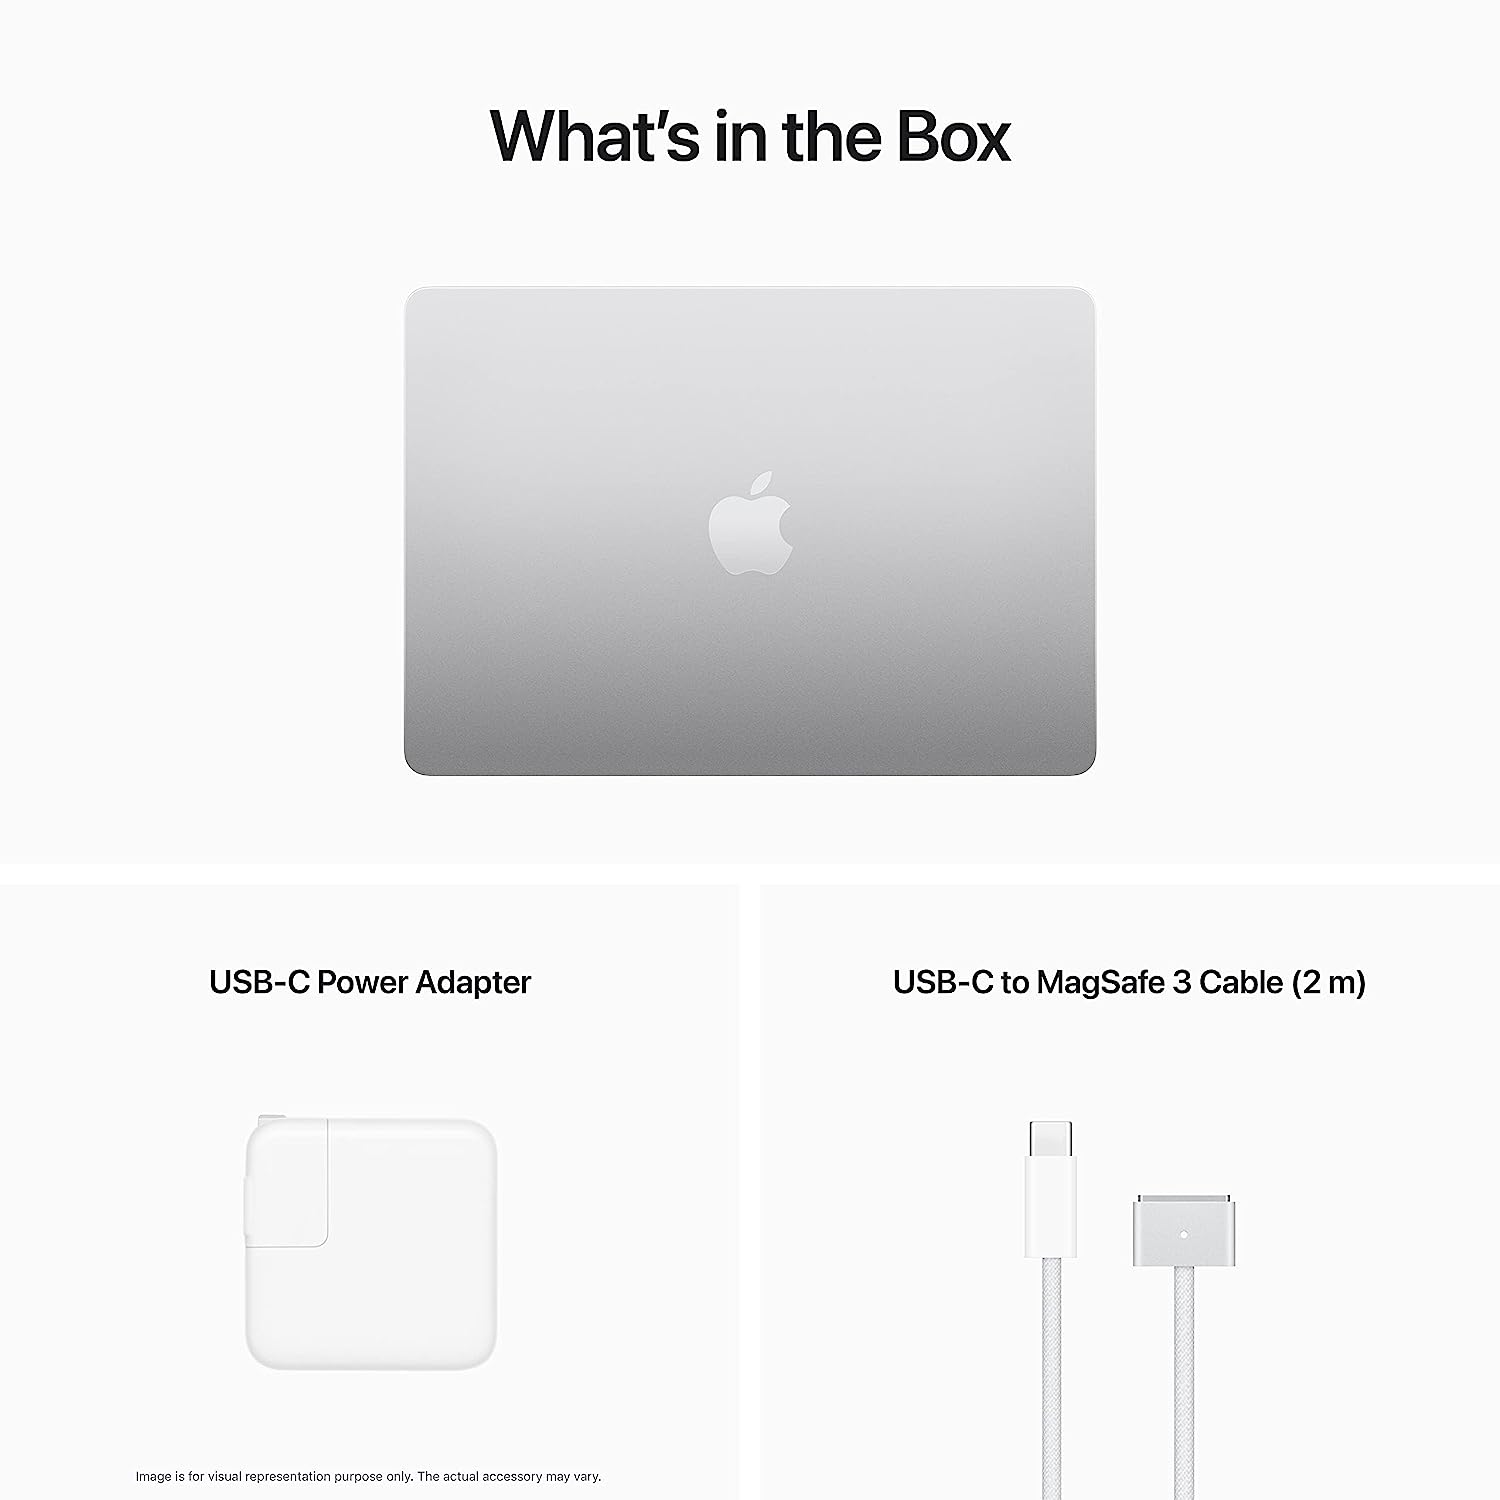 What’s in the Box
USB-C Power Adapter
USB-C to MagSafe 3 Cable (2 m)
Image is for visual representation purpose only. The actual accessory may vary.